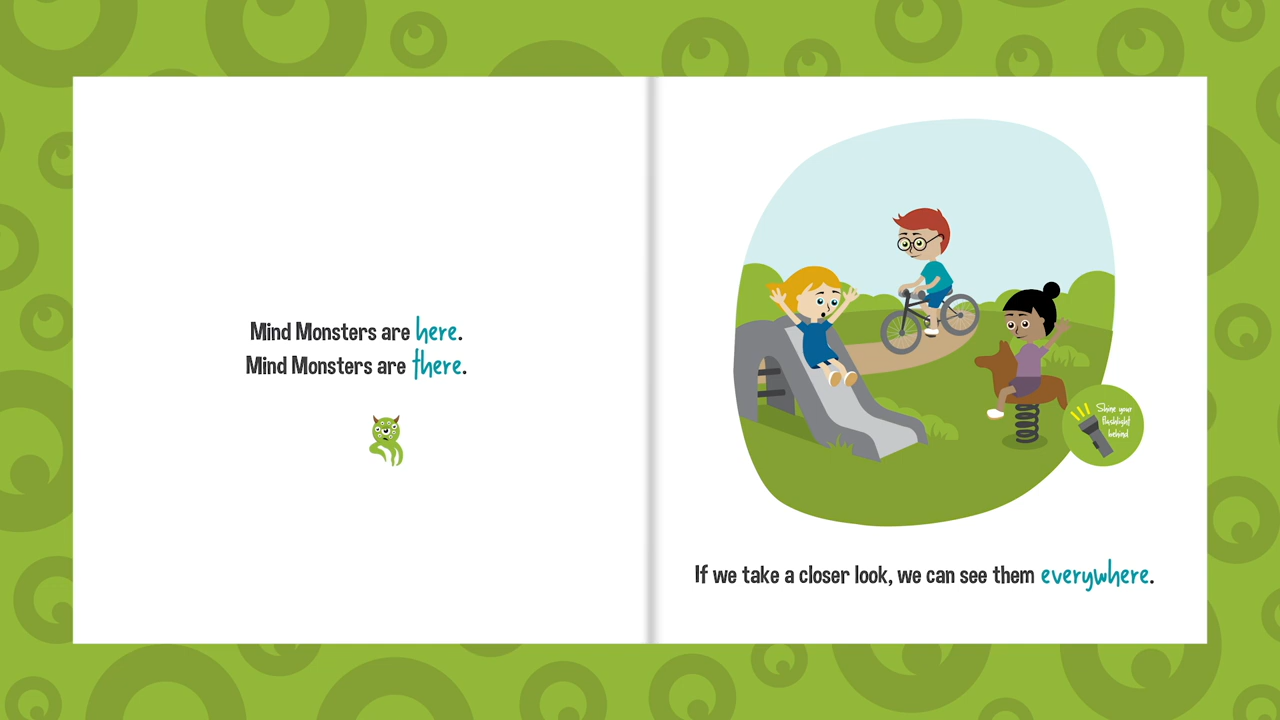 Mind Monsters are here.
Mind Monsters are there.
Shine your
flashlight
behind
If we take a closer look, we can see them everywhere.